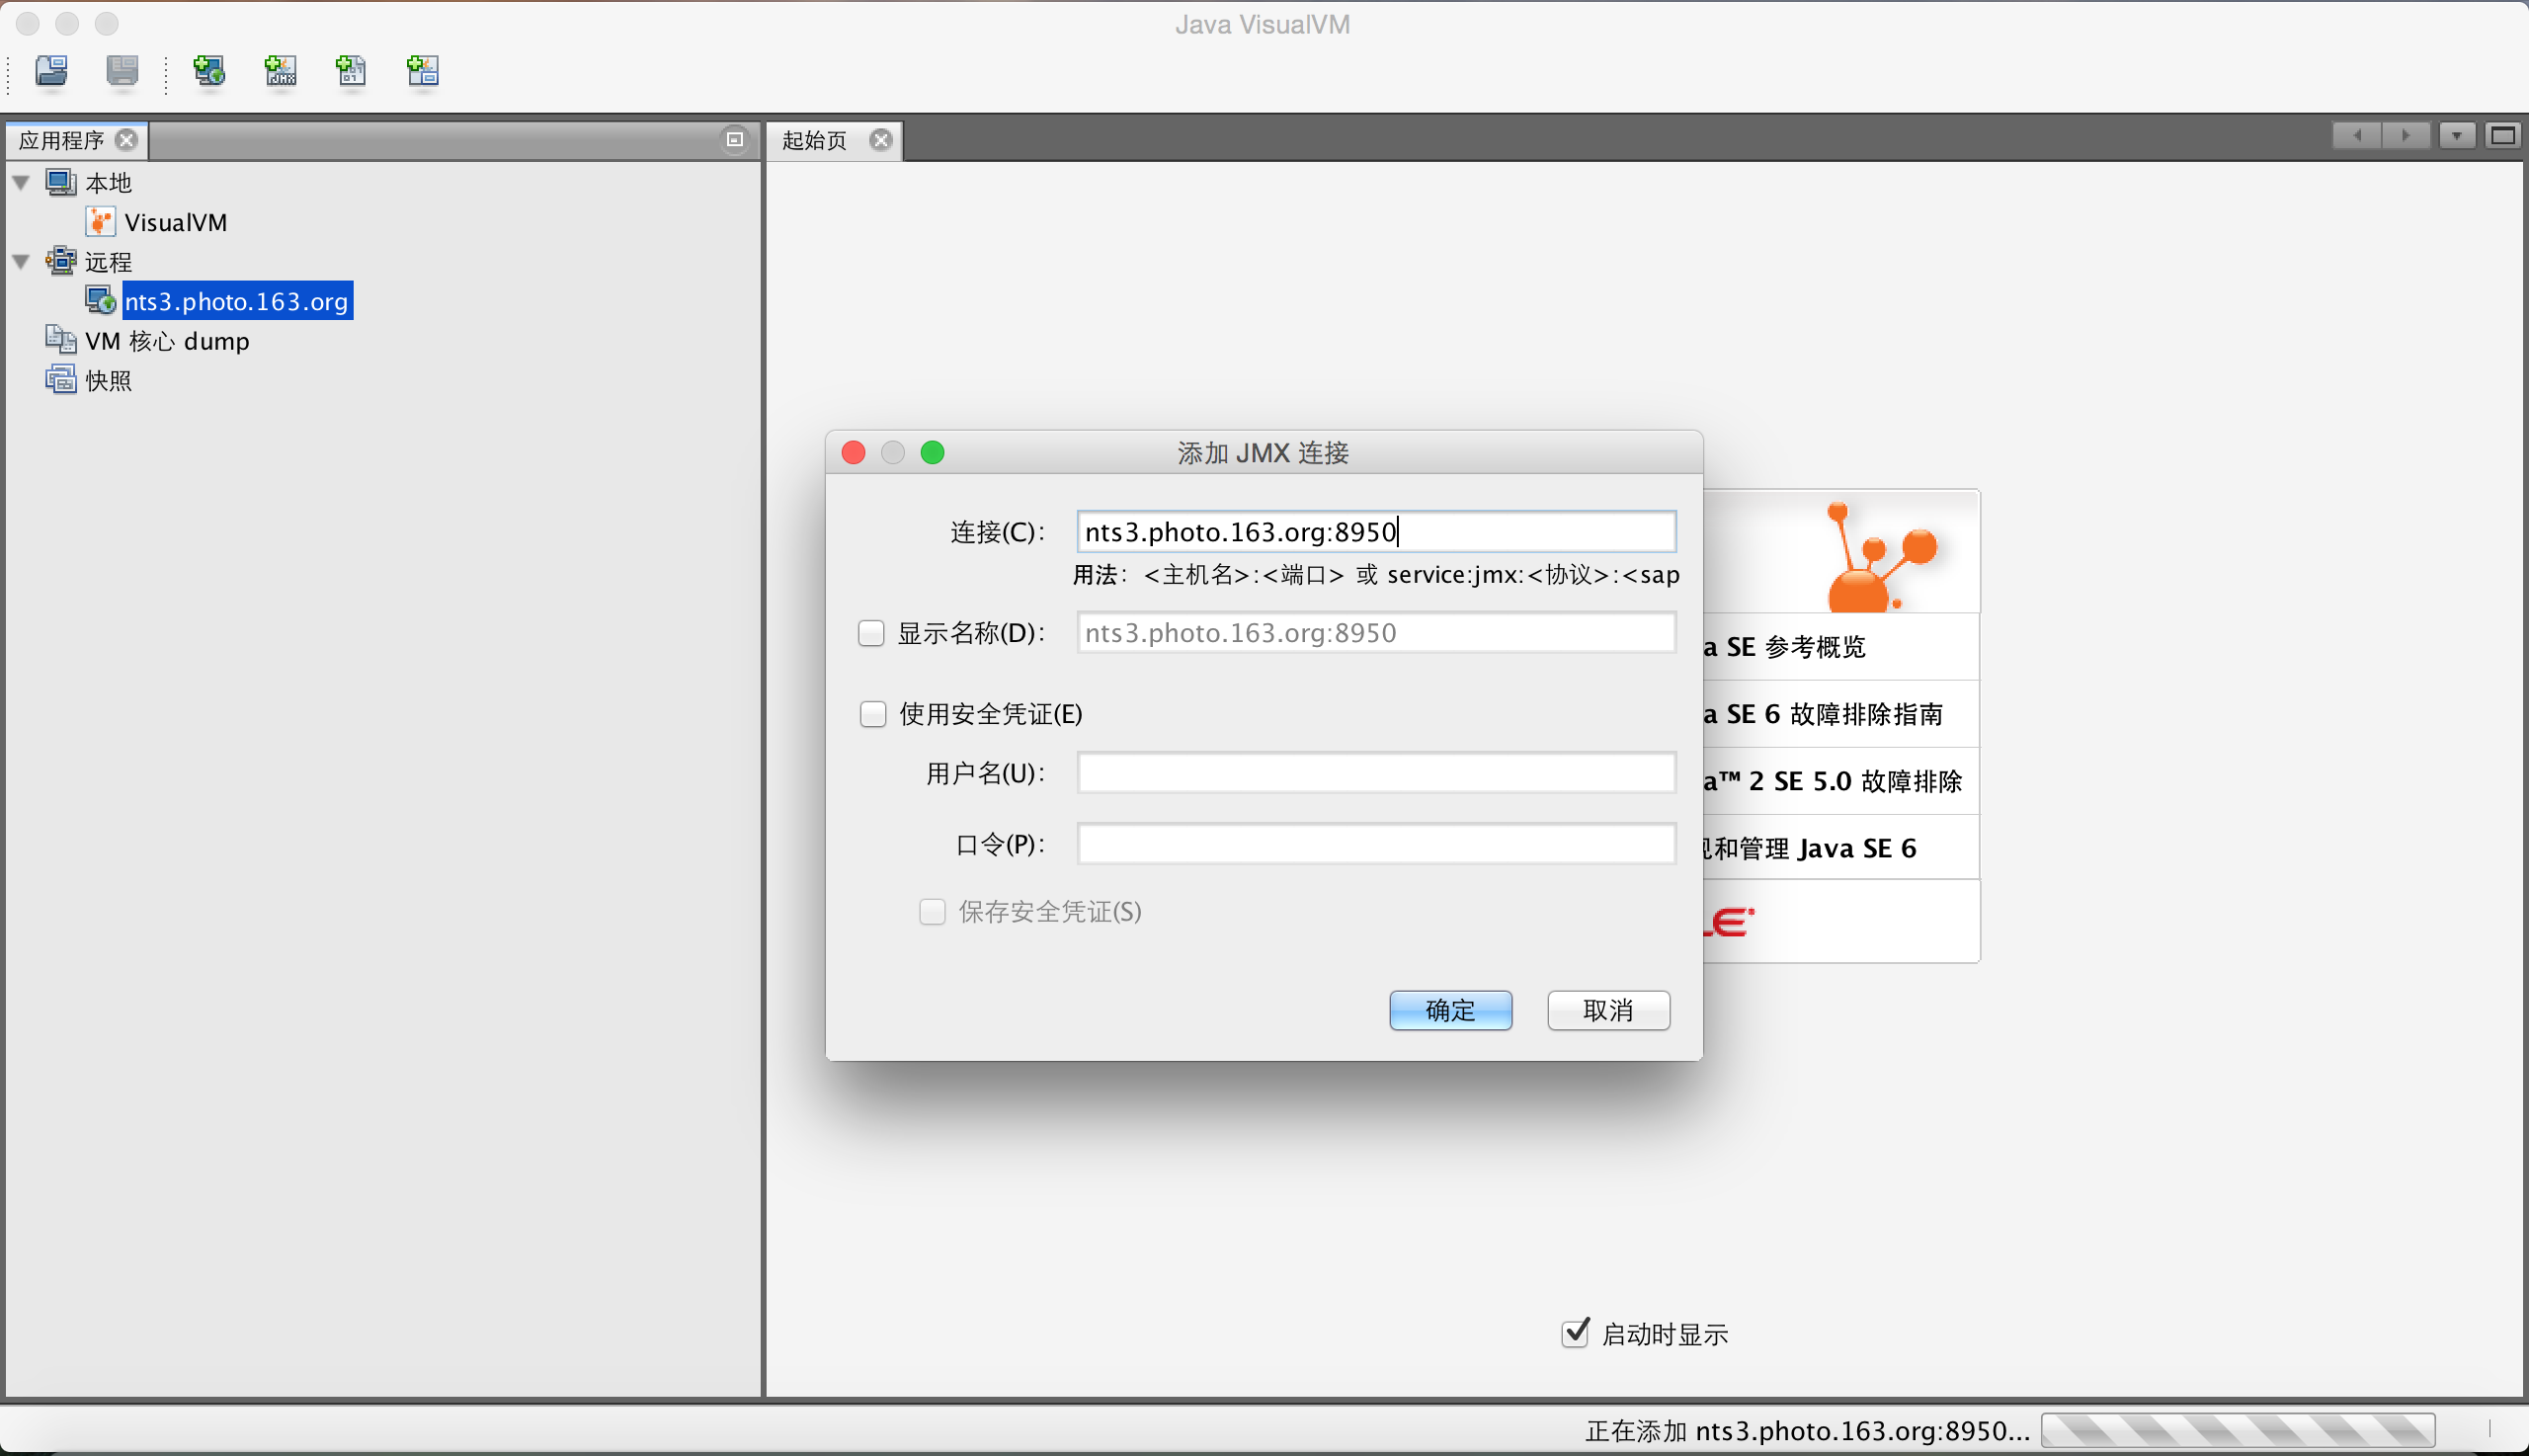 Java VisualVM
应用程序
起始页
本地
VisualVM
远程
nts3.photo.163.org
VM 核心 dump
快照
添加 JMX 连接
连接(C):
nts3.photo.163.org:8950
用法: <主机名>:<端口> 或 service:jmx:<协议>:<sap
显示名称(D):
nts3.photo.163.org:8950
使用安全凭证(E)
用户名(U):
口令(P):
保存安全凭证(S)
确定
取消
a SE 参考概览
a SE 6 故障排除指南
a™ 2 SE 5.0 故障排除
和管理 Java SE 6
启动时显示
正在添加 nts3.photo.163.org:8950...